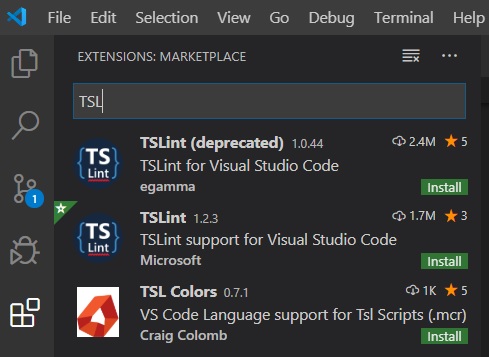 File Edit Selection View Go Debug Terminal Help
EXTENSIONS: MARKETPLACE
TSL
TS Lint
TSLint (deprecated) 1.0.44 2.4M 5
TSLint for Visual Studio Code
egamma Install
TS Lint
TSLint 1.2.3 1.7M 3
TSLint support for Visual Studio Code
1
Microsoft Install
TSL Colors 0.7.1 1K 5
VS Code Language support for Tsl Scripts (.mcr)
Craig Colomb Install